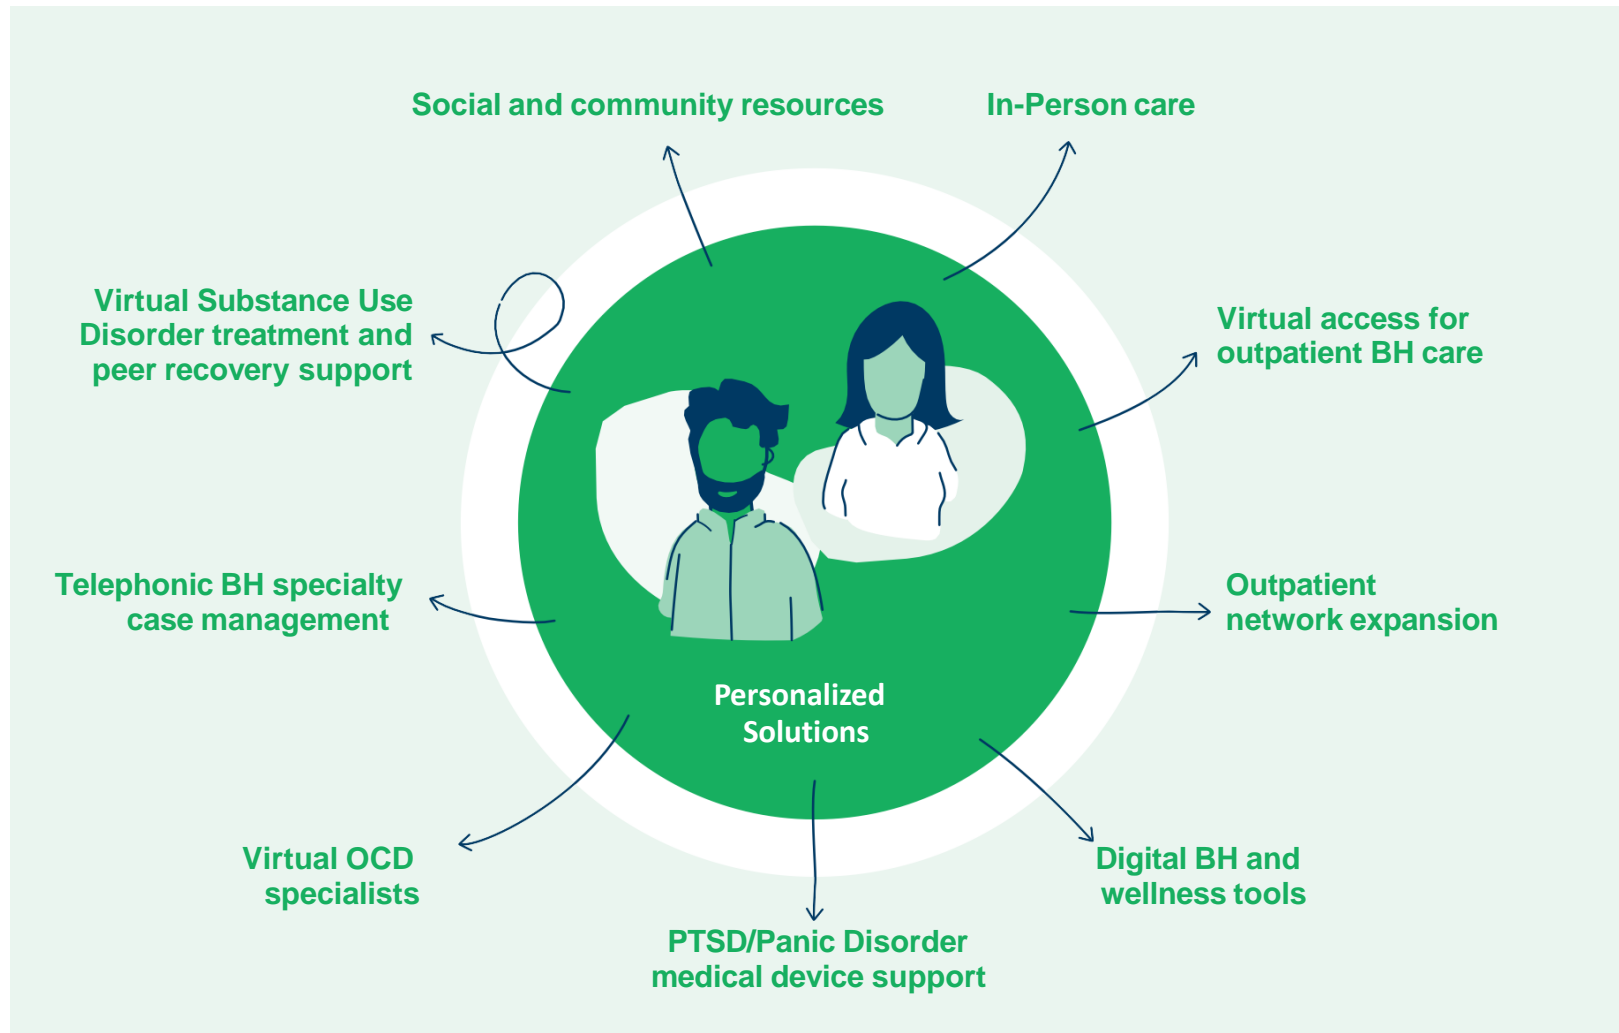 Social and community resources
In-Person care
Virtual Substance Use
Disorder treatment and
peer recovery support
Virtual access for
outpatient BH care
Telephonic BH specialty
case management
Outpatient
network expansion
Personalized
Solutions
Virtual OCD
specialists
Digital BH and
wellness tools
PTSD/Panic Disorder
medical device support